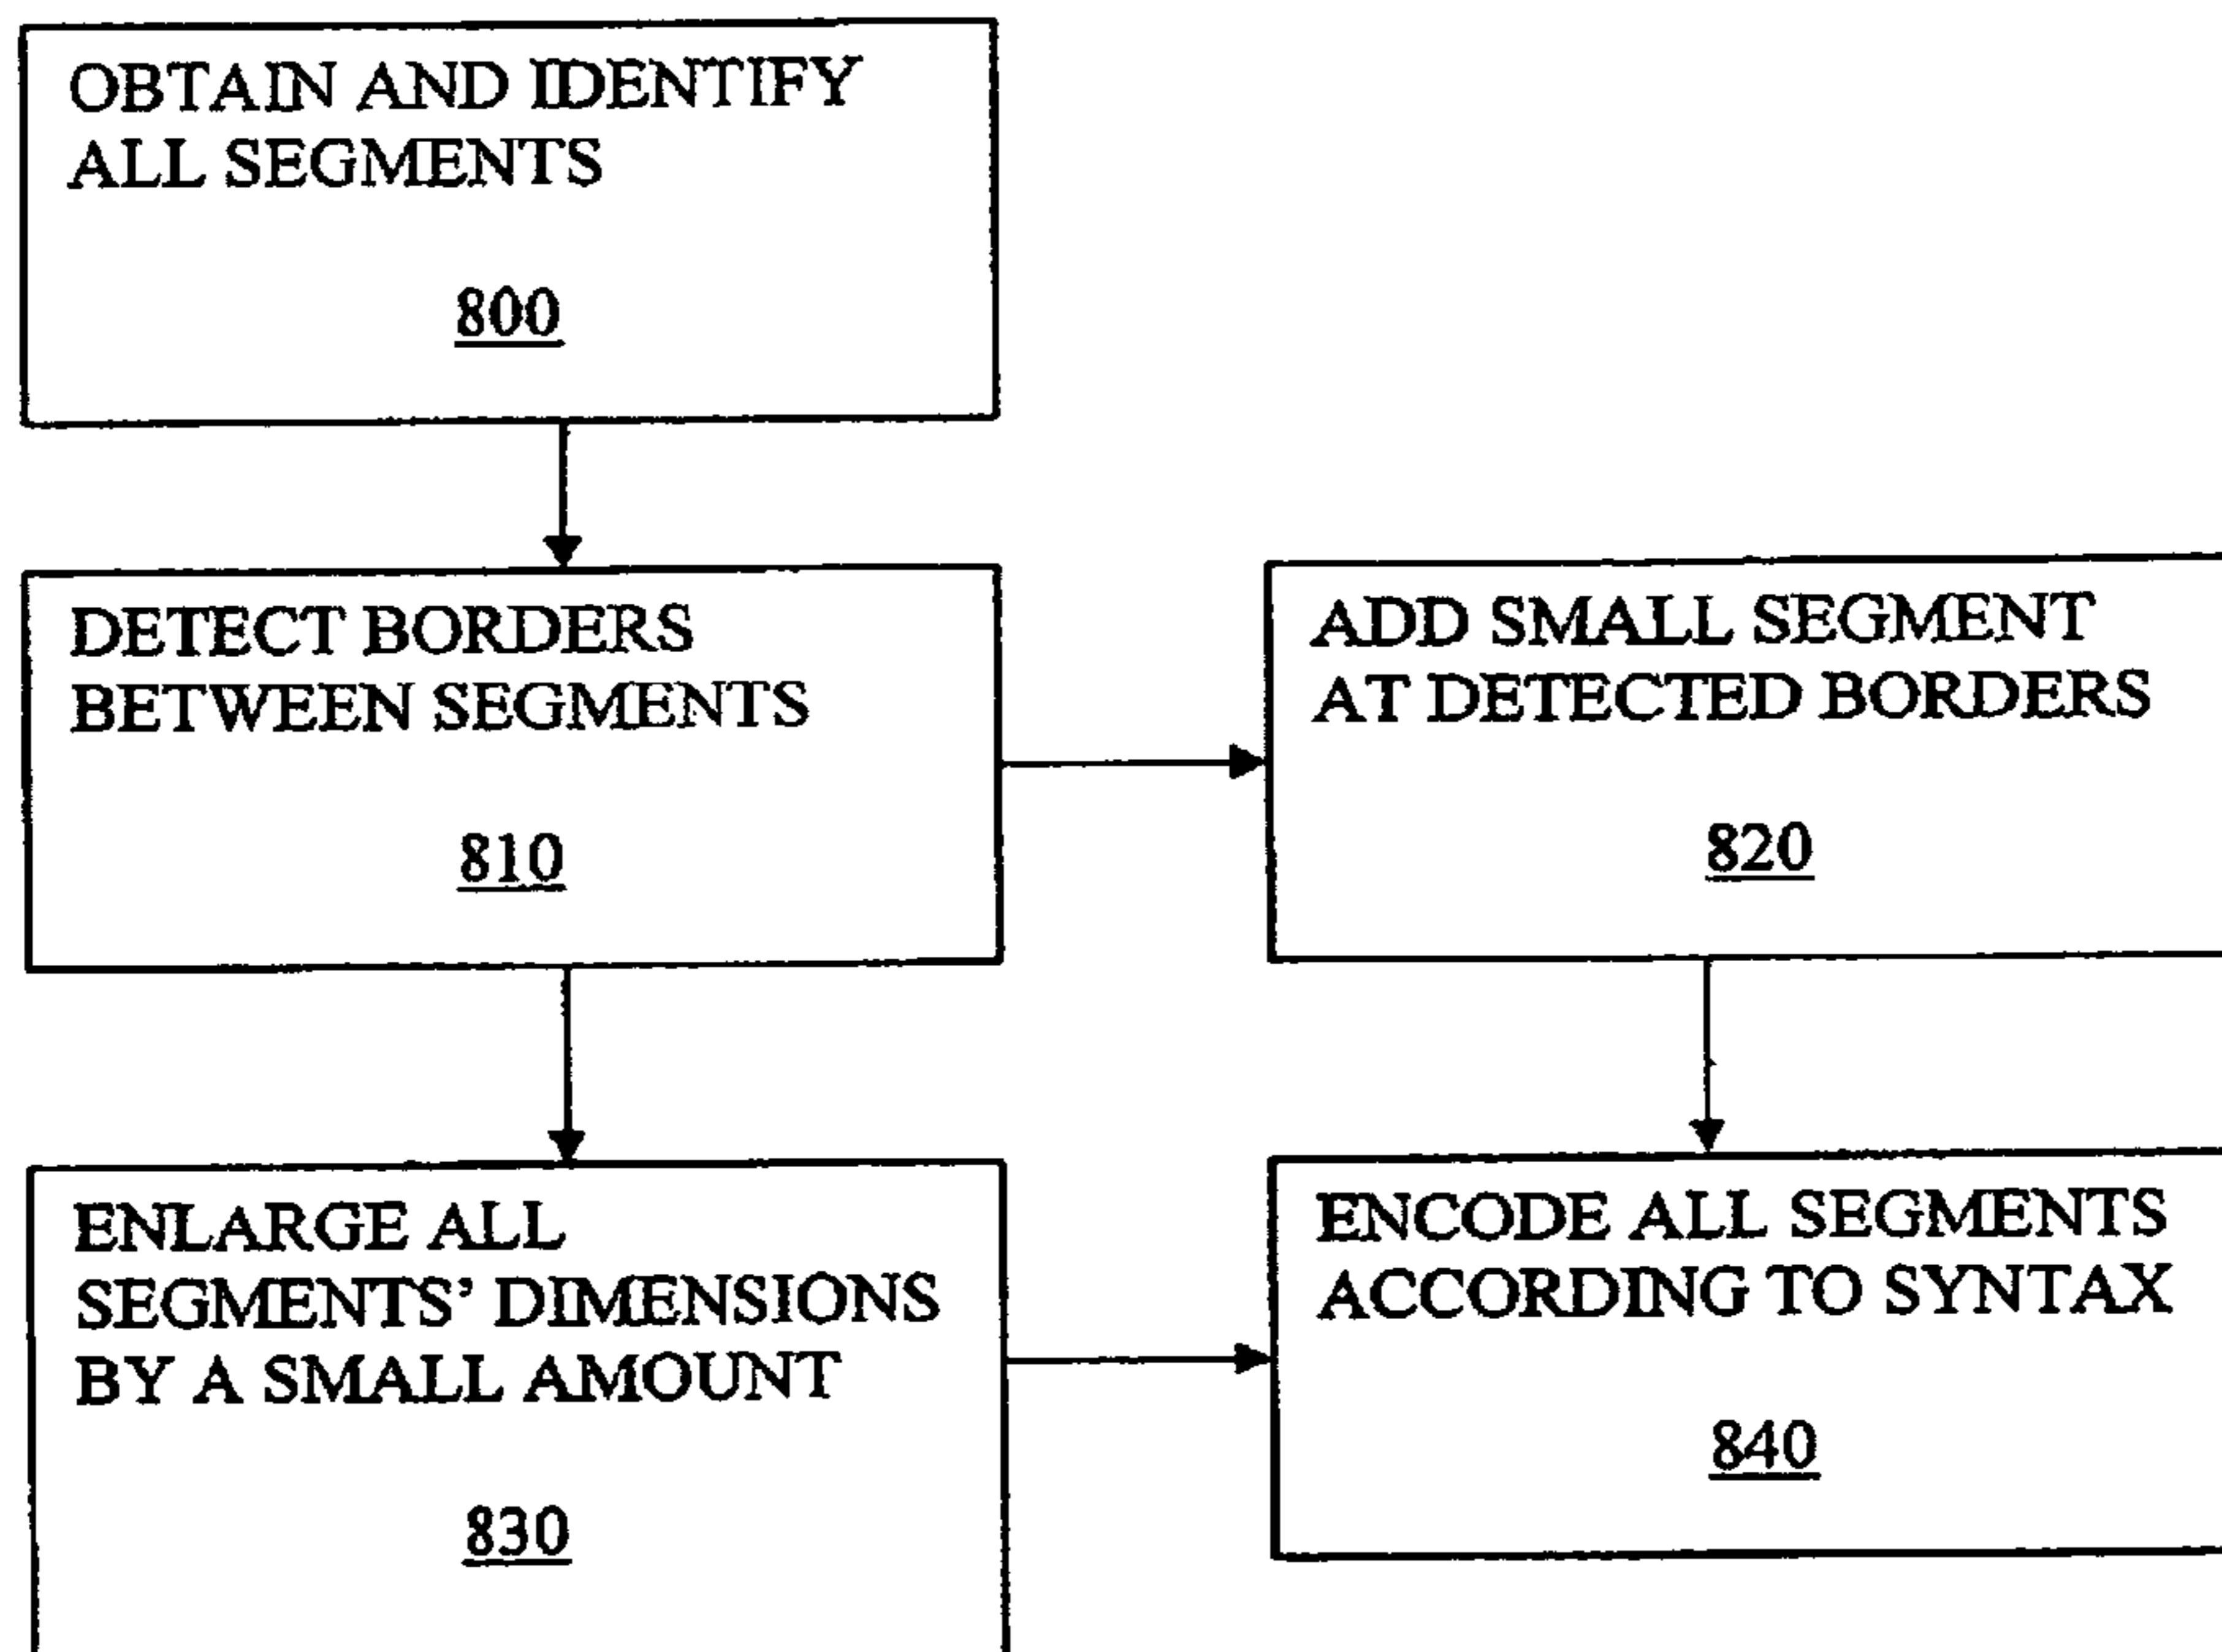 OBTAIN AND IDENTIFY
ALL SEGMENTS
800
DETECT BORDERS
BETWEEN SEGMENTS
810
ADD SMALL SEGMENT
AT DETECTED BORDERS
820
ENLARGE ALL
SEGMENTS’ DIMENSIONS
BY A SMALL AMOUNT
830
ENCODE ALL SEGMENTS
ACCORDING TO SYNTAX
840